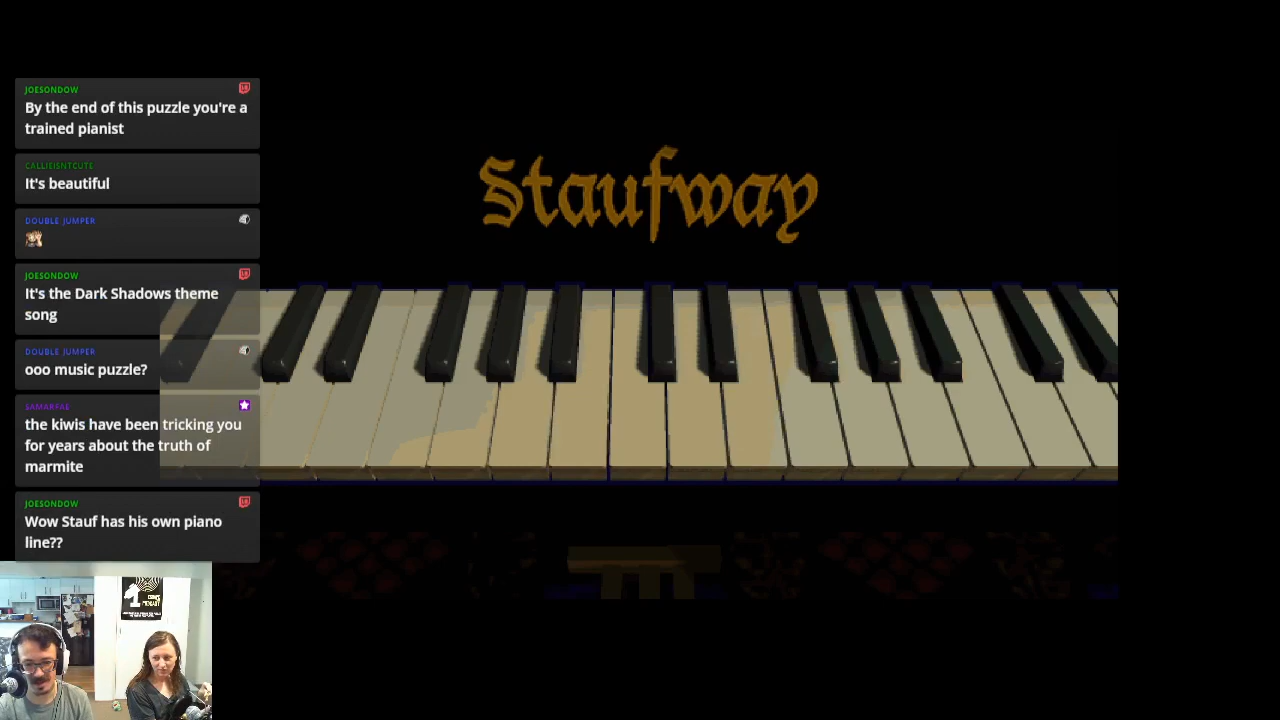 JOESONDOW
By the end of this puzzle you're a
trained pianist
CALLIEISNTCUTE
It's beautiful
DOUBLE JUMPER
JOESONDOW
It's the Dark Shadows theme
song
DOUBLE JUMPER
ooo music puzzle?
SAMARFAE
the kiwis have been tricking you
for years about the truth of
marmite
JOESONDOW
Wow Stauf has his own piano
line??
Staufway